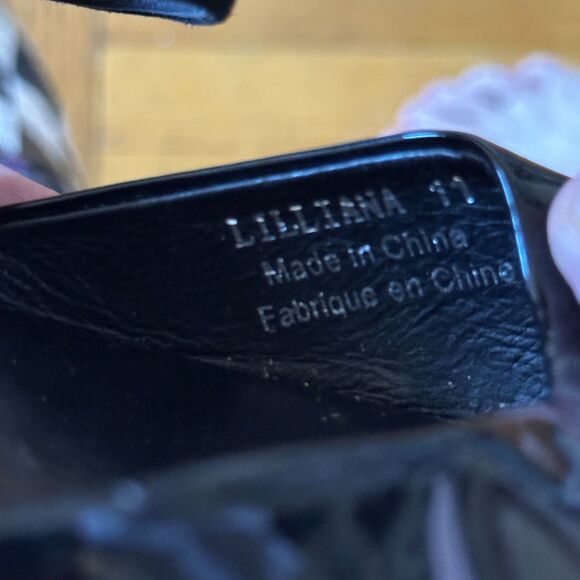 LILLIANA 11
Made in China
Fabrique en Chine